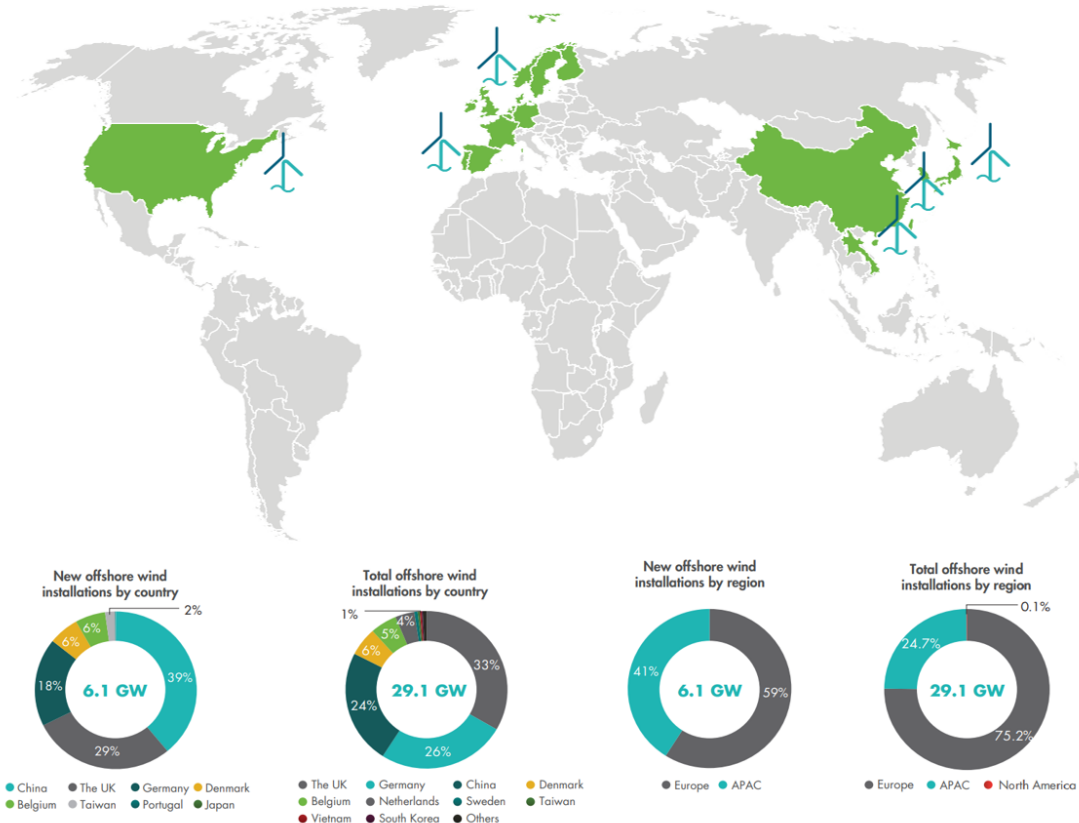 New offshore wind
installations by country
2%
6%
6%
39%
18%
6.1 GW
29%
China The UK Germany Denmark
Belgium Taiwan Portugal Japan
Total offshore wind
installations by country
1%
4%
5%
6%
33%
24%
29.1 GW
26%
The UK Germany China Denmark
Belgium Netherlands Sweden Taiwan
Vietnam South Korea Others
New offshore wind
installations by region
41%
6.1 GW
59%
Europe APAC
Total offshore wind
installations by region
0.1%
24.7%
29.1 GW
75.2%
Europe APAC North America